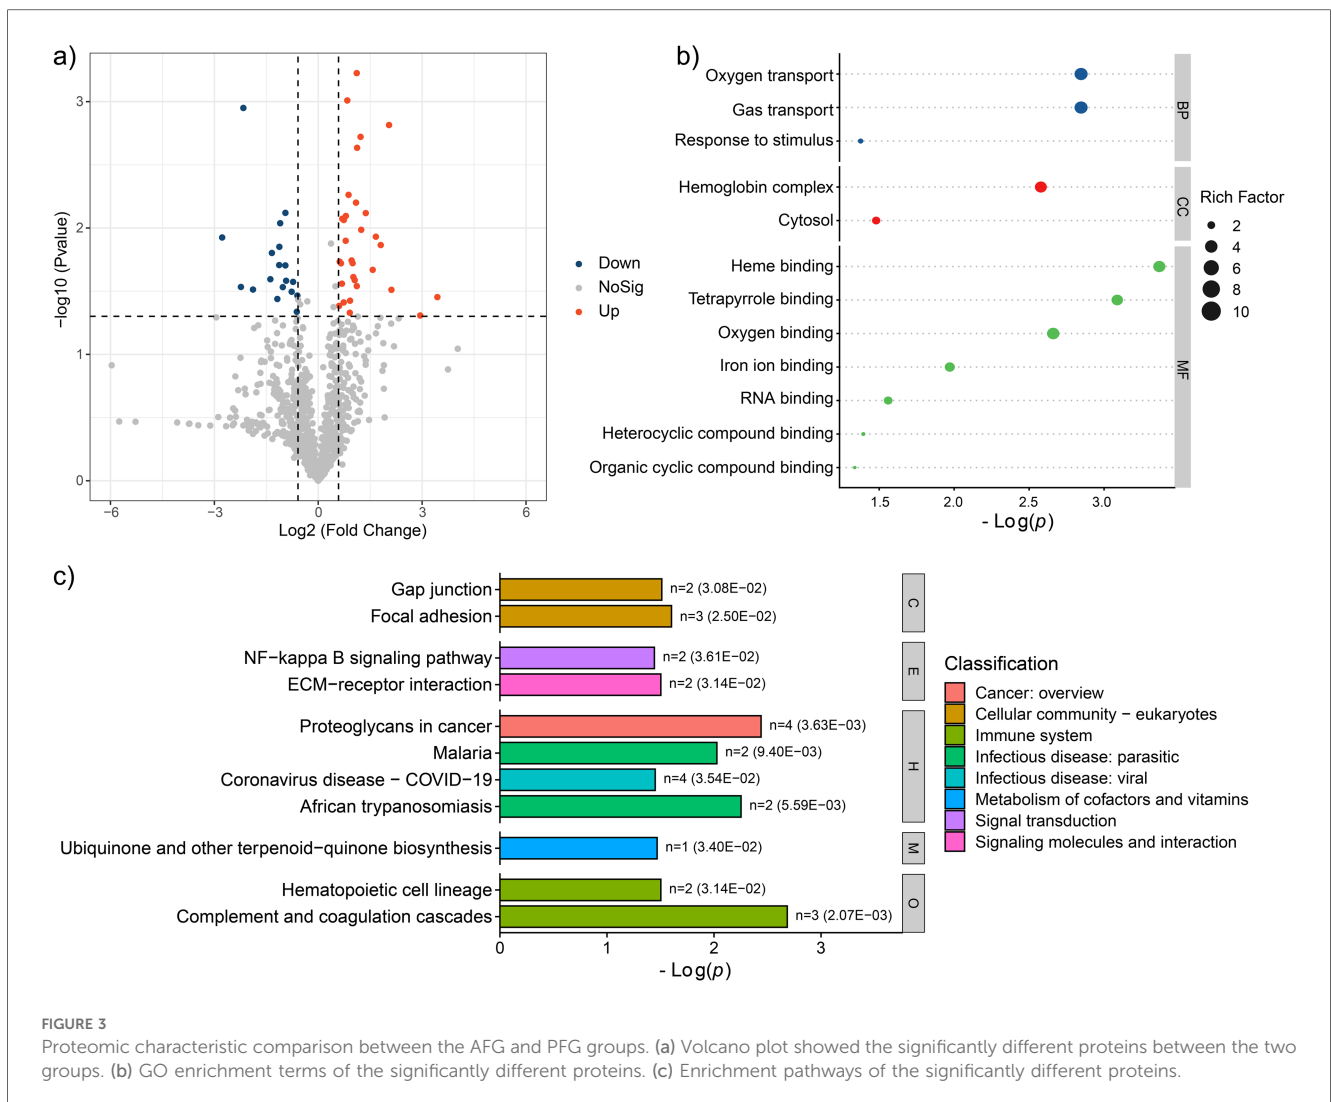 a)
3
2
1
0
−6
−3
0
3
6
−log10 (Pvalue)
Log2 (Fold Change)
Down
NoSig
Up
b)
Oxygen transport
Gas transport
Response to stimulus
BP
Hemoglobin complex
Cytosol
CC
Heme binding
Tetrapyrrole binding
Oxygen binding
Iron ion binding
RNA binding
Heterocyclic compound binding
Organic cyclic compound binding
MF
1.5
2.0
2.5
3.0
- Log(p)
Rich Factor
2
4
6
8
10
c)
Gap junction n=2 (3.08E−02)
Focal adhesion n=3 (2.50E−02)
C
NF−kappa B signaling pathway n=2 (3.61E−02)
ECM−receptor interaction n=2 (3.14E−02)
E
Proteoglycans in cancer n=4 (3.63E−03)
Malaria n=2 (9.40E−03)
Coronavirus disease − COVID−19 n=4 (3.54E−02)
African trypanosomiasis n=2 (5.59E−03)
H
Ubiquinone and other terpenoid−quinone biosynthesis n=1 (3.40E−02)
M
Hematopoietic cell lineage n=2 (3.14E−02)
Complement and coagulation cascades n=3 (2.07E−03)
O
0
1
2
3
- Log(p)
Classification
Cancer: overview
Cellular community − eukaryotes
Immune system
Infectious disease: parasitic
Infectious disease: viral
Metabolism of cofactors and vitamins
Signal transduction
Signaling molecules and interaction
FIGURE 3
Proteomic characteristic comparison between the AFG and PFG groups. (a) Volcano plot showed the significantly different proteins between the two
groups. (b) GO enrichment terms of the significantly different proteins. (c) Enrichment pathways of the significantly different proteins.